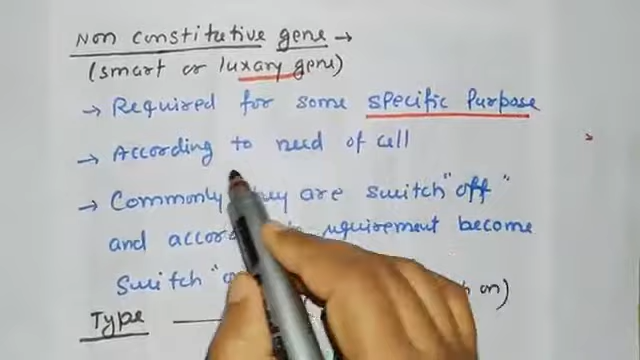 Non constitutive gene →
(smart or luxary gene)
→ Required for some specific Purpose
→ According to need of cell
→ Commonly are switch "off"
and requirement become
switch on)
Type